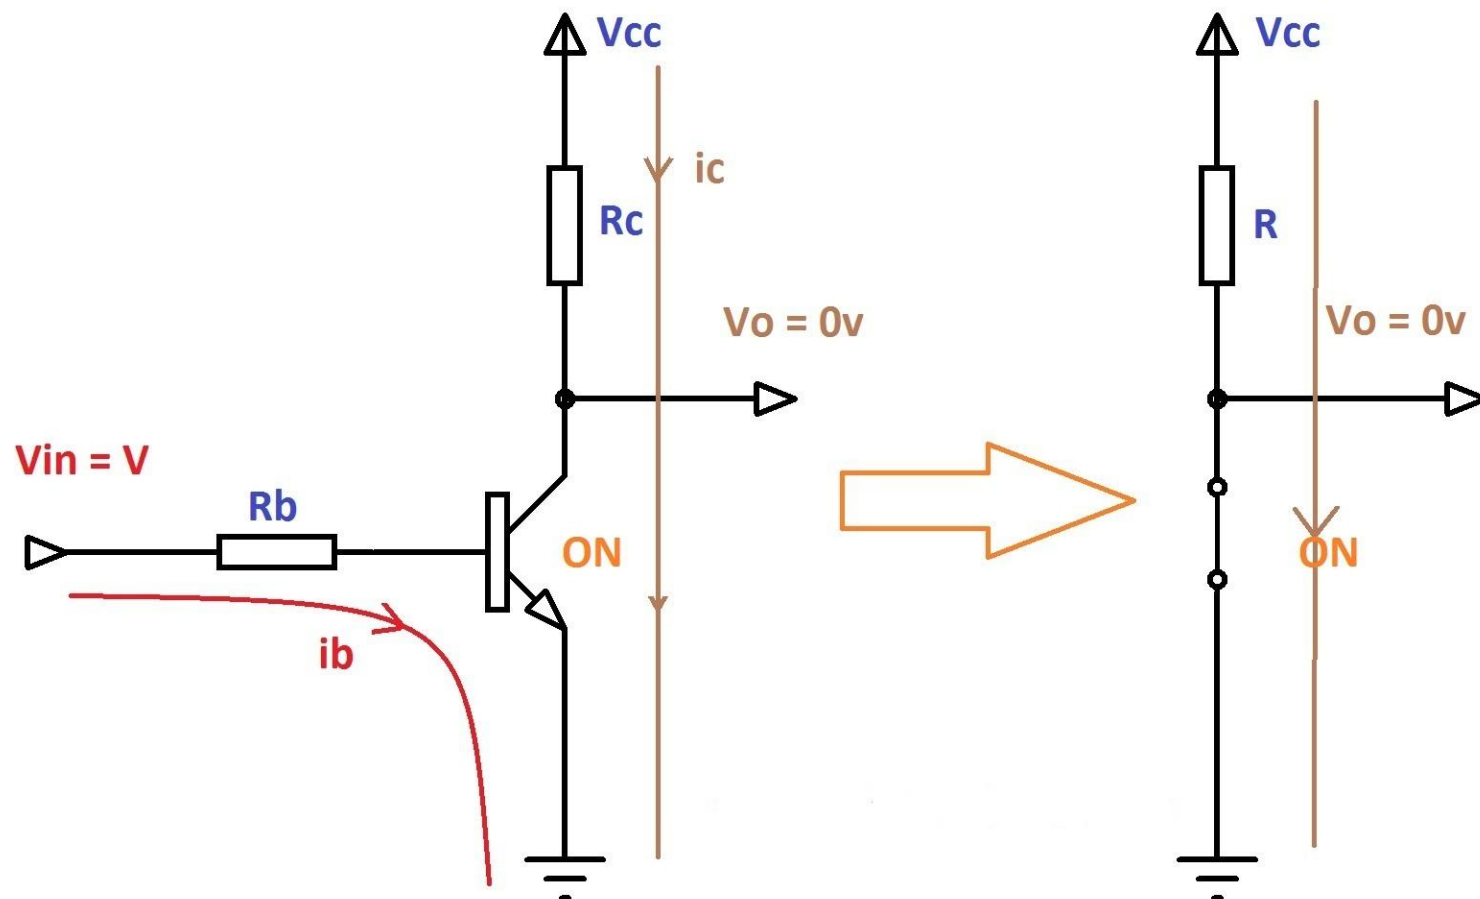 Vcc
ic
Rc
Vo = 0v
Vin = V
Rb
ON
ib
Vcc
R
Vo = 0v
ON